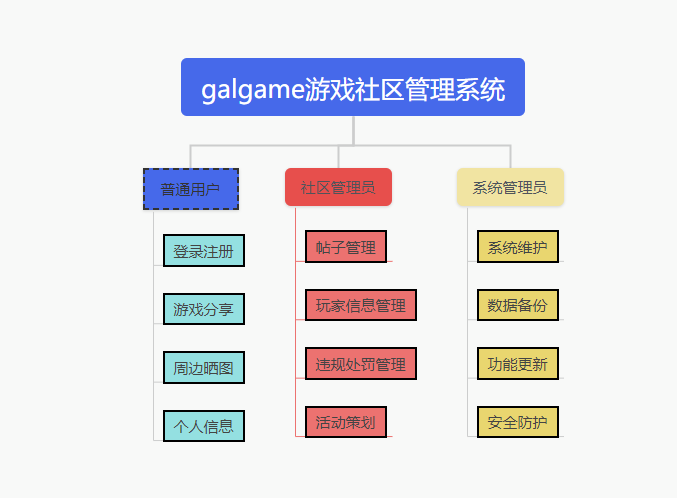 galgame游戏社区管理系统
普通用户
社区管理员
系统管理员
登录注册
帖子管理
系统维护
游戏分享
玩家信息管理
数据备份
周边晒图
违规处罚管理
功能更新
个人信息
活动策划
安全防护